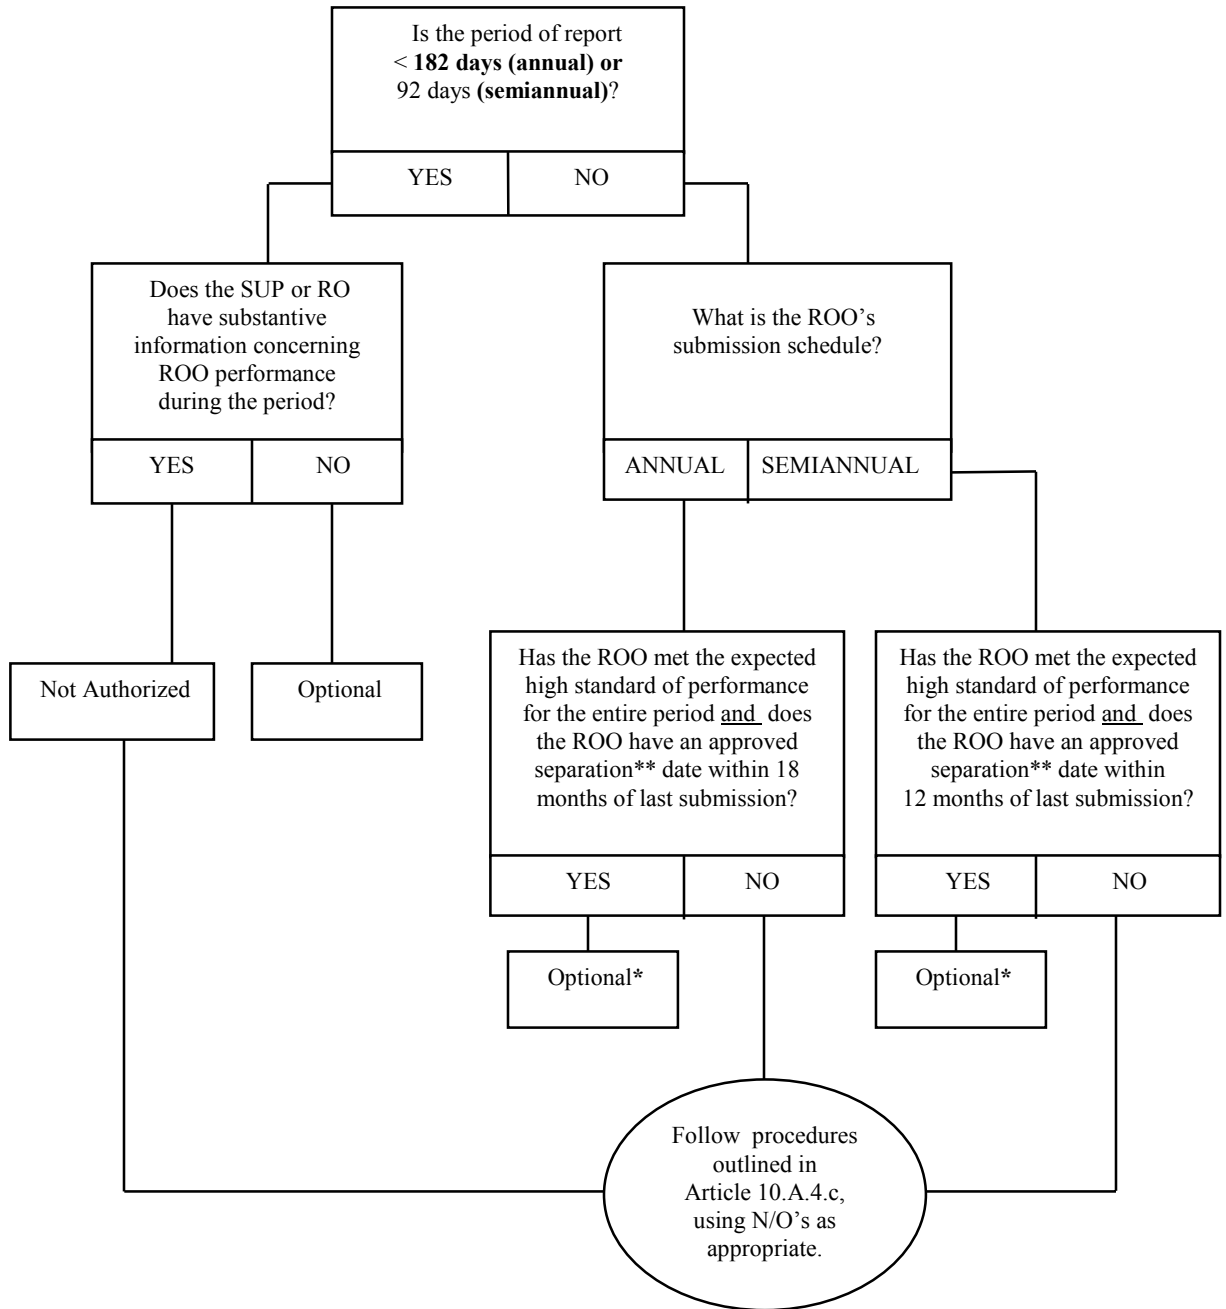 Is the period of report
< 182 days (annual) or
92 days (semiannual)?
YES
NO
Does the SUP or RO
have substantive
information concerning
ROO performance
during the period?
YES
NO
What is the ROO’s
submission schedule?
ANNUAL
SEMIANNUAL
Not Authorized
Optional
Has the ROO met the expected
high standard of performance
for the entire period and does
the ROO have an approved
separation** date within 18
months of last submission?
YES
NO
Has the ROO met the expected
high standard of performance
for the entire period and does
the ROO have an approved
separation** date within
12 months of last submission?
YES
NO
Optional*
Optional*
Follow procedures
outlined in
Article 10.A.4.c,
using N/O’s as
appropriate.